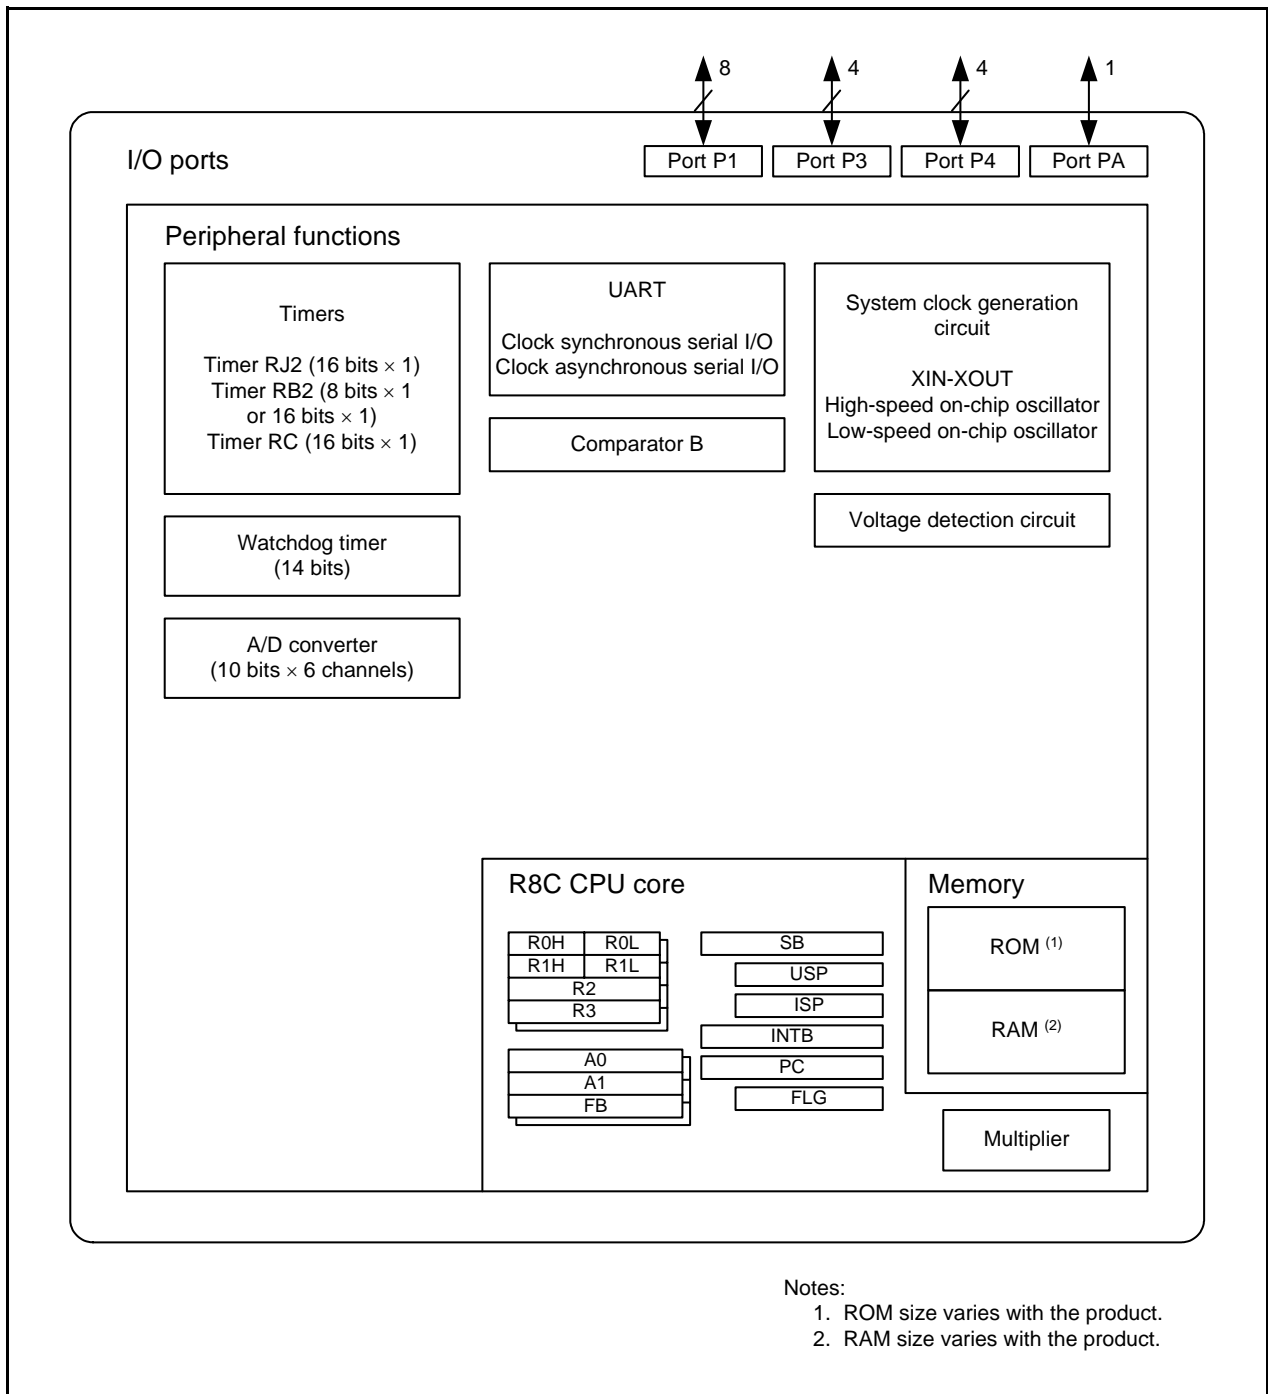 8
4
4
1
I/O ports
Port P1
Port P3
Port P4
Port PA
Peripheral functions
Timers
Timer RJ2 (16 bits × 1)
Timer RB2 (8 bits × 1
or 16 bits × 1)
Timer RC (16 bits × 1)
UART
Clock synchronous serial I/O
Clock asynchronous serial I/O
System clock generation
circuit
XIN-XOUT
High-speed on-chip oscillator
Low-speed on-chip oscillator
Comparator B
Voltage detection circuit
Watchdog timer
(14 bits)
A/D converter
(10 bits × 6 channels)
R8C CPU core
R0H
R0L
R1H
R1L
R2
R3
A0
A1
FB
SB
USP
ISP
INTB
PC
FLG
Memory
ROM (1)
RAM (2)
Multiplier
Notes:
1. ROM size varies with the product.
2. RAM size varies with the product.